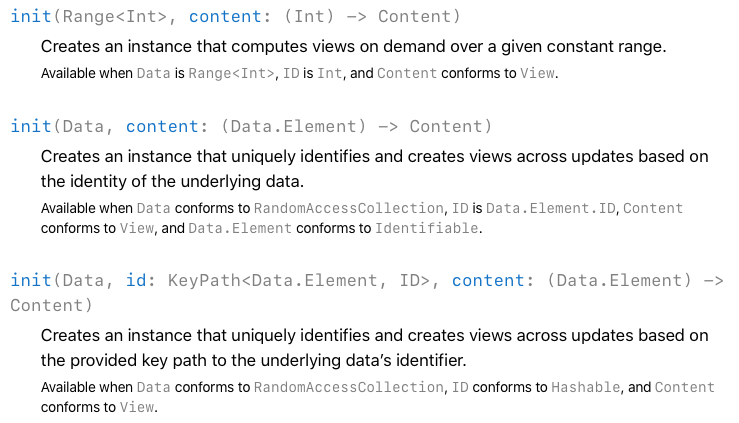 init(Range<Int>, content: (Int) -> Content)
Creates an instance that computes views on demand over a given constant range.
Available when Data is Range<Int>, ID is Int, and Content conforms to View.
init(Data, content: (Data.Element) -> Content)
Creates an instance that uniquely identifies and creates views across updates based on
the identity of the underlying data.
Available when Data conforms to RandomAccessCollection, ID is Data.Element.ID, Content
conforms to View, and Data.Element conforms to Identifiable.
init(Data, id: KeyPath<Data.Element, ID>, content: (Data.Element) ->
Content)
Creates an instance that uniquely identifies and creates views across updates based on
the provided key path to the underlying data’s identifier.
Available when Data conforms to RandomAccessCollection, ID conforms to Hashable, and Content
conforms to View.